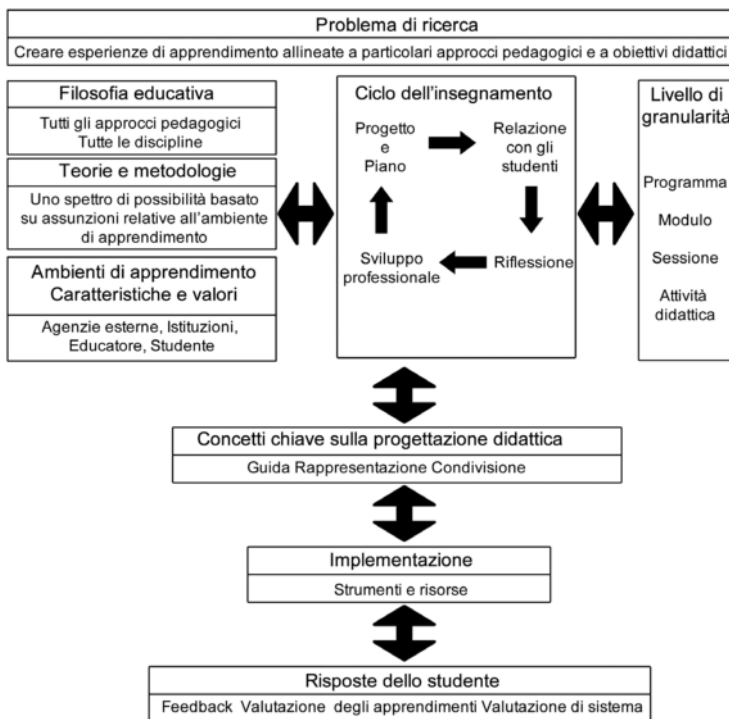 Problema di ricerca
Creare esperienze di apprendimento allineate a particolari approcci pedagogici e a obiettivi didattici
Filosofia educativa
Tutti gli approcci pedagogici
Tutte le discipline
Teorie e metodologie
Uno spettro di possibilità basato
su assunzioni relative all'ambiente
di apprendimento
Ambienti di apprendimento
Caratteristiche e valori
Agenzie esterne, Istituzioni,
Educatore, Studente
Ciclo dell'insegnamento
Progetto
e
Piano
Relazione
con gli
studenti
Sviluppo
professionale
Riflessione
Livello di
granularità
Programma
Modulo
Sessione
Attività
didattica
Concetti chiave sulla progettazione didattica
Guida Rappresentazione Condivisione
Implementazione
Strumenti e risorse
Risposte dello studente
Feedback Valutazione degli apprendimenti Valutazione di sistema